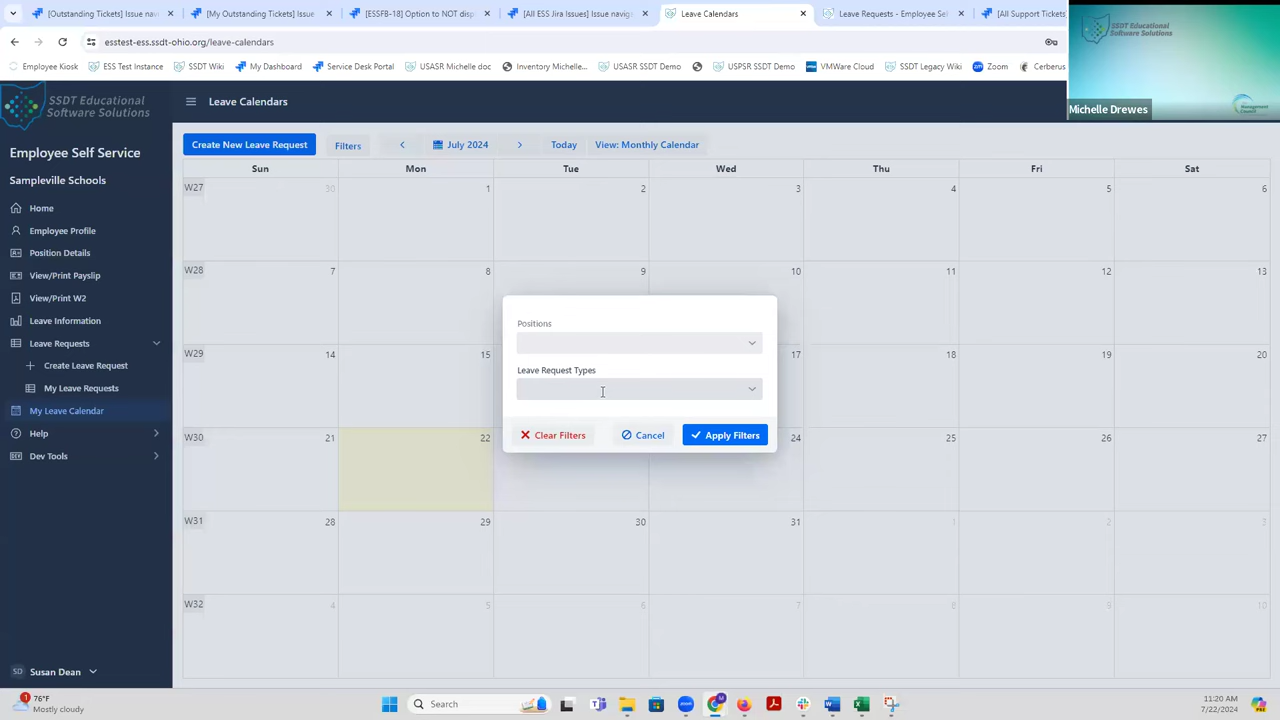 [Outstanding Tickets] Issue nav
[My Outstanding Tickets] Issue
[ESSFB-18] Option to NOT disp
[All ESS Jira Issues] Issue navig
Leave Calendars
Leave Requests - Employee Sel
[All Support Tickets]
esstest-ess.ssdt-ohio.org/leave-calendars
Employee Kiosk
ESS Test Instance
SSDT Wiki
My Dashboard
Service Desk Portal
USASR Michelle doc
Inventory Michelle...
USASR SSDT Demo
USPSR SSDT Demo
VMWare Cloud
SSDT Legacy Wiki
Zoom
Cerberus
SSDT Educational
Software Solutions
Management
Council
Michelle Drewes
SSDT Educational
Software Solutions
Leave Calendars
Employee Self Service
Sampleville Schools
Home
Employee Profile
Position Details
View/Print Payslip
View/Print W2
Leave Information
Leave Requests
Create Leave Request
My Leave Requests
My Leave Calendar
Help
Dev Tools
SD Susan Dean
Create New Leave Request
Filters
July 2024
Today
View: Monthly Calendar
Sun Mon Tue Wed Thu Fri Sat
W27 30 1 2 3 4 5 6
W28 7 8 9 10 11 12 13
W29 14 15 17 18 19 20
W30 21 22 24 25 26 27
W31 28 29 30 31 1 2 3
W32 4 5 6 7 8 9 10
Positions
Leave Request Types
Clear Filters
Cancel
Apply Filters
1
76°F
Mostly cloudy
Search
11:20 AM
7/22/2024